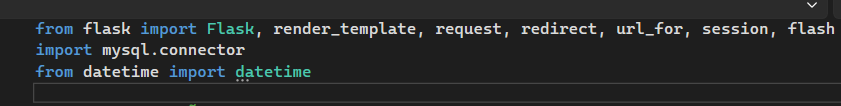 from flask import Flask, render_template, request, redirect, url_for, session, flash
import mysql.connector
from datetime import datetime